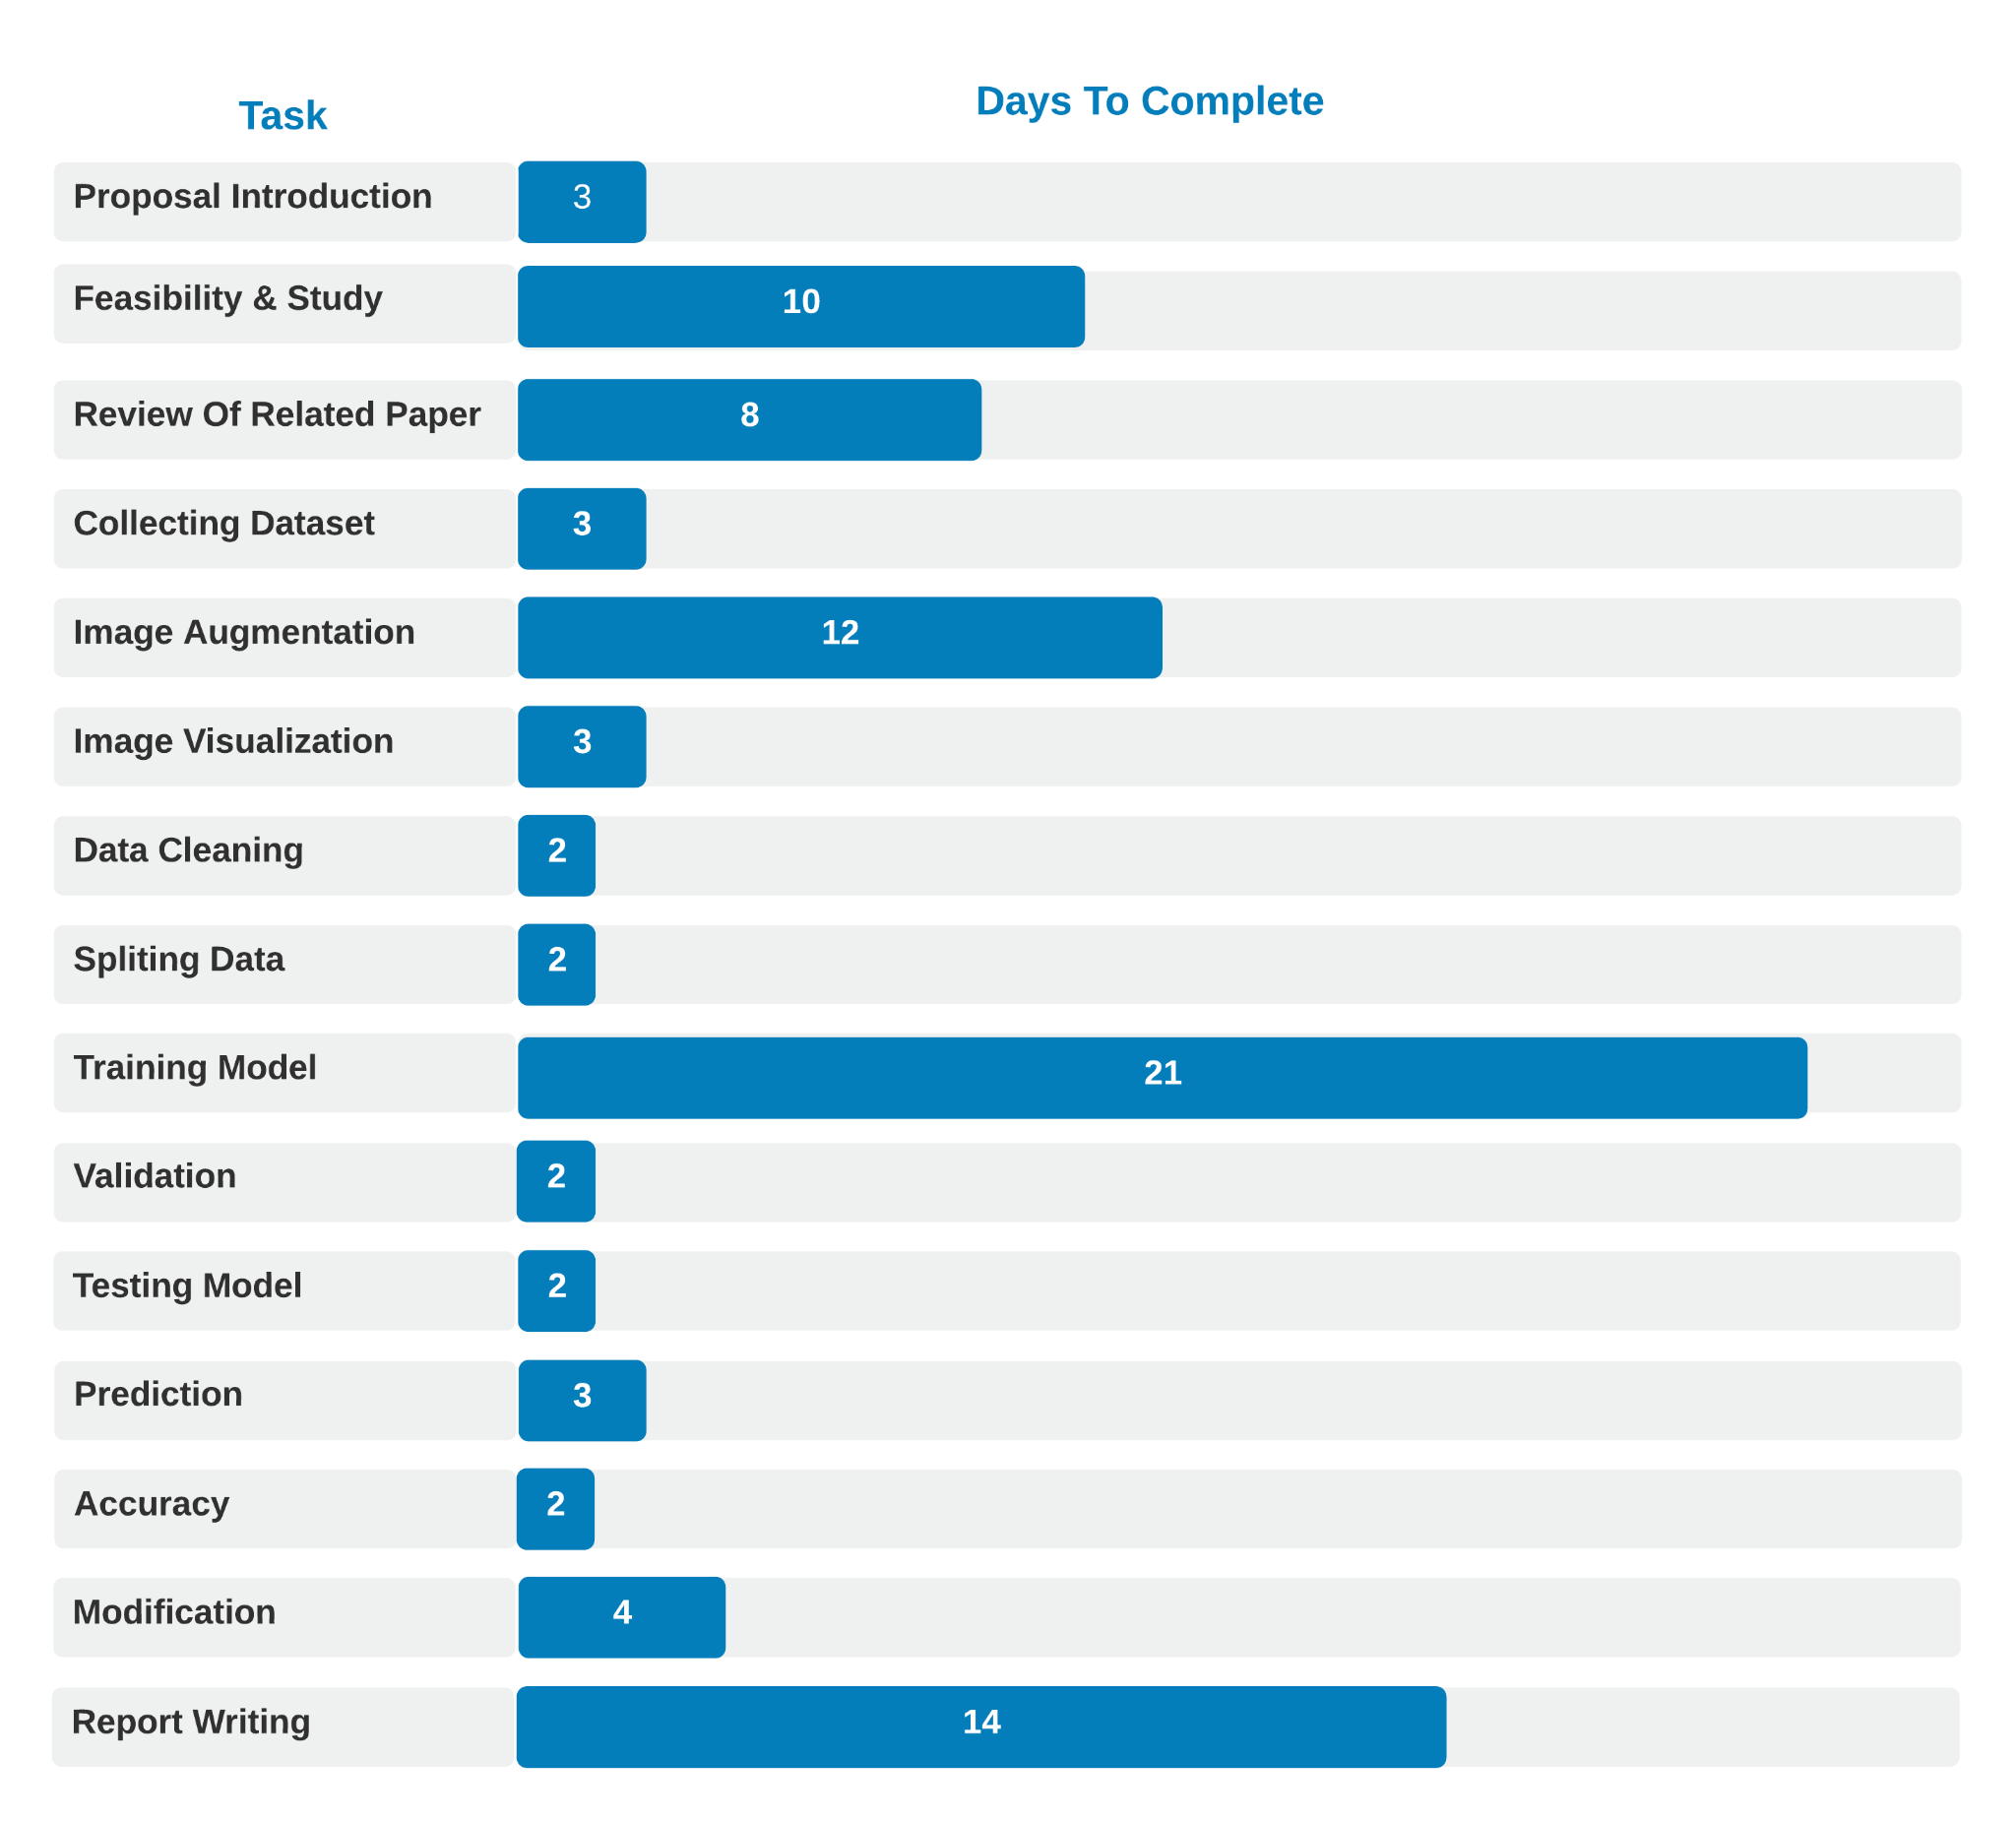 Task
Days To Complete
Proposal Introduction
3
Feasibility & Study
10
Review Of Related Paper
8
Collecting Dataset
3
Image Augmentation
12
Image Visualization
3
Data Cleaning
2
Spliting Data
2
Training Model
21
Validation
2
Testing Model
2
Prediction
3
Accuracy
2
Modification
4
Report Writing
14